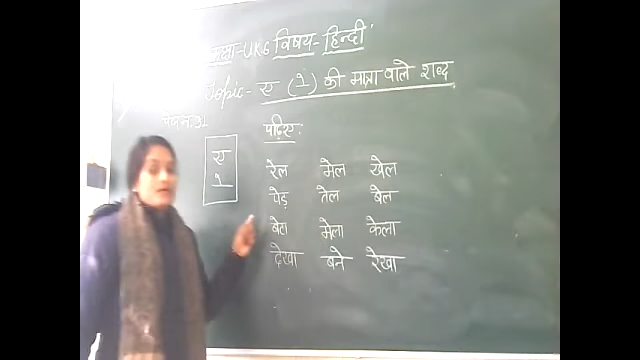 कक्षा-UKG विषय-हिन्दी
Topic- ए ( े ) की मात्रा वाले शब्द
पढ़िए:
ए
े
रेल मेल खेल
पेड़ तेल बेल
बेटा मेला केला
देखा बने रेखा